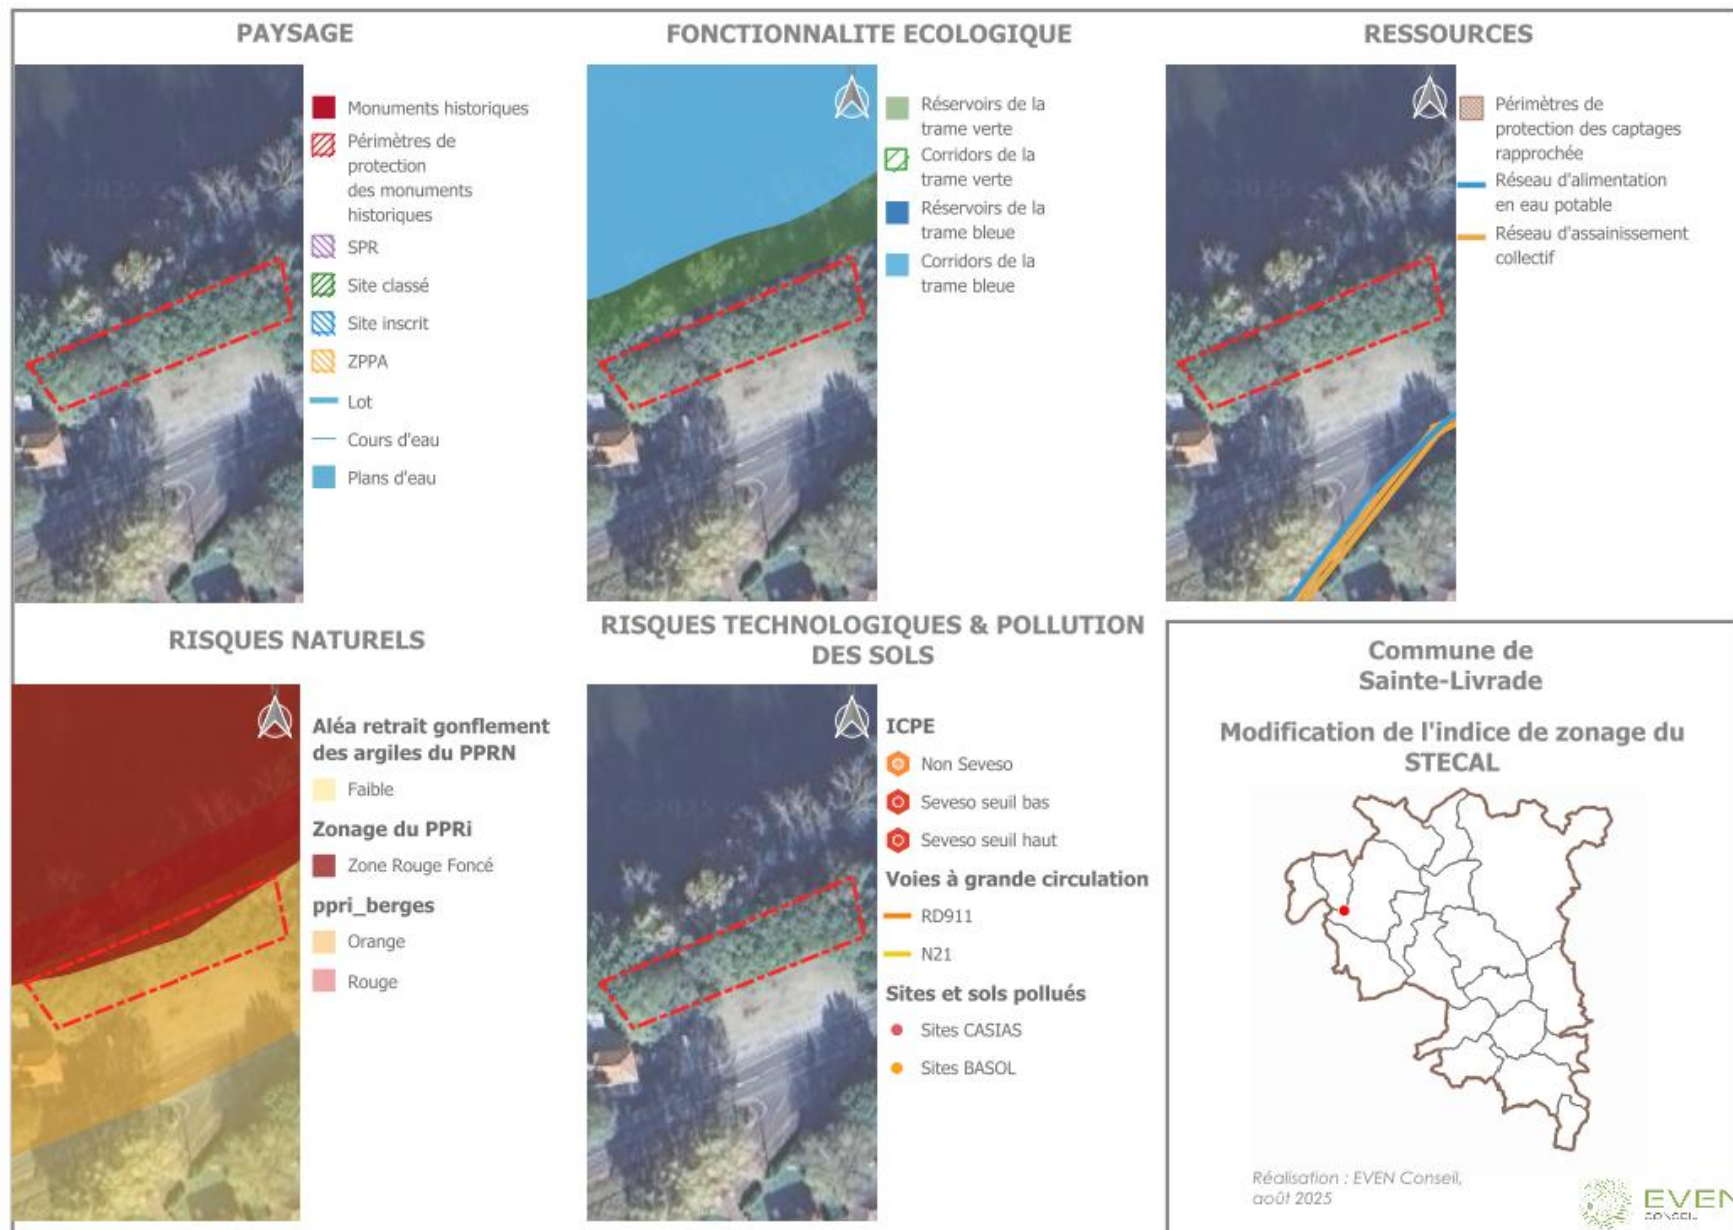 PAYSAGE
Monuments historiques
Périmètres de
protection
des monuments
historiques
SPR
Site classé
Site inscrit
ZPPA
Lot
Cours d'eau
Plans d'eau
FONCTIONNALITE ECOLOGIQUE
Réservoirs de la
trame verte
Corridors de la
trame verte
Réservoirs de la
trame bleue
Corridors de la
trame bleue
RESSOURCES
Périmètres de
protection des captages
rapprochée
Réseau d'alimentation
en eau potable
Réseau d'assainissement
collectif
RISQUES NATURELS
Aléa retrait gonflement
des argiles du PPRN
Faible
Zonage du PPRi
Zone Rouge Foncé
ppri_berges
Orange
Rouge
RISQUES TECHNOLOGIQUES & POLLUTION
DES SOLS
ICPE
Non Seveso
Seveso seuil bas
Seveso seuil haut
Voies à grande circulation
RD911
N21
Sites et sols pollués
Sites CASIAS
Sites BASOL
Commune de
Sainte-Livrade
Modification de l'indice de zonage du
STECAL
Réalisation : EVEN Conseil,
août 2025
EVEN
CONSEIL